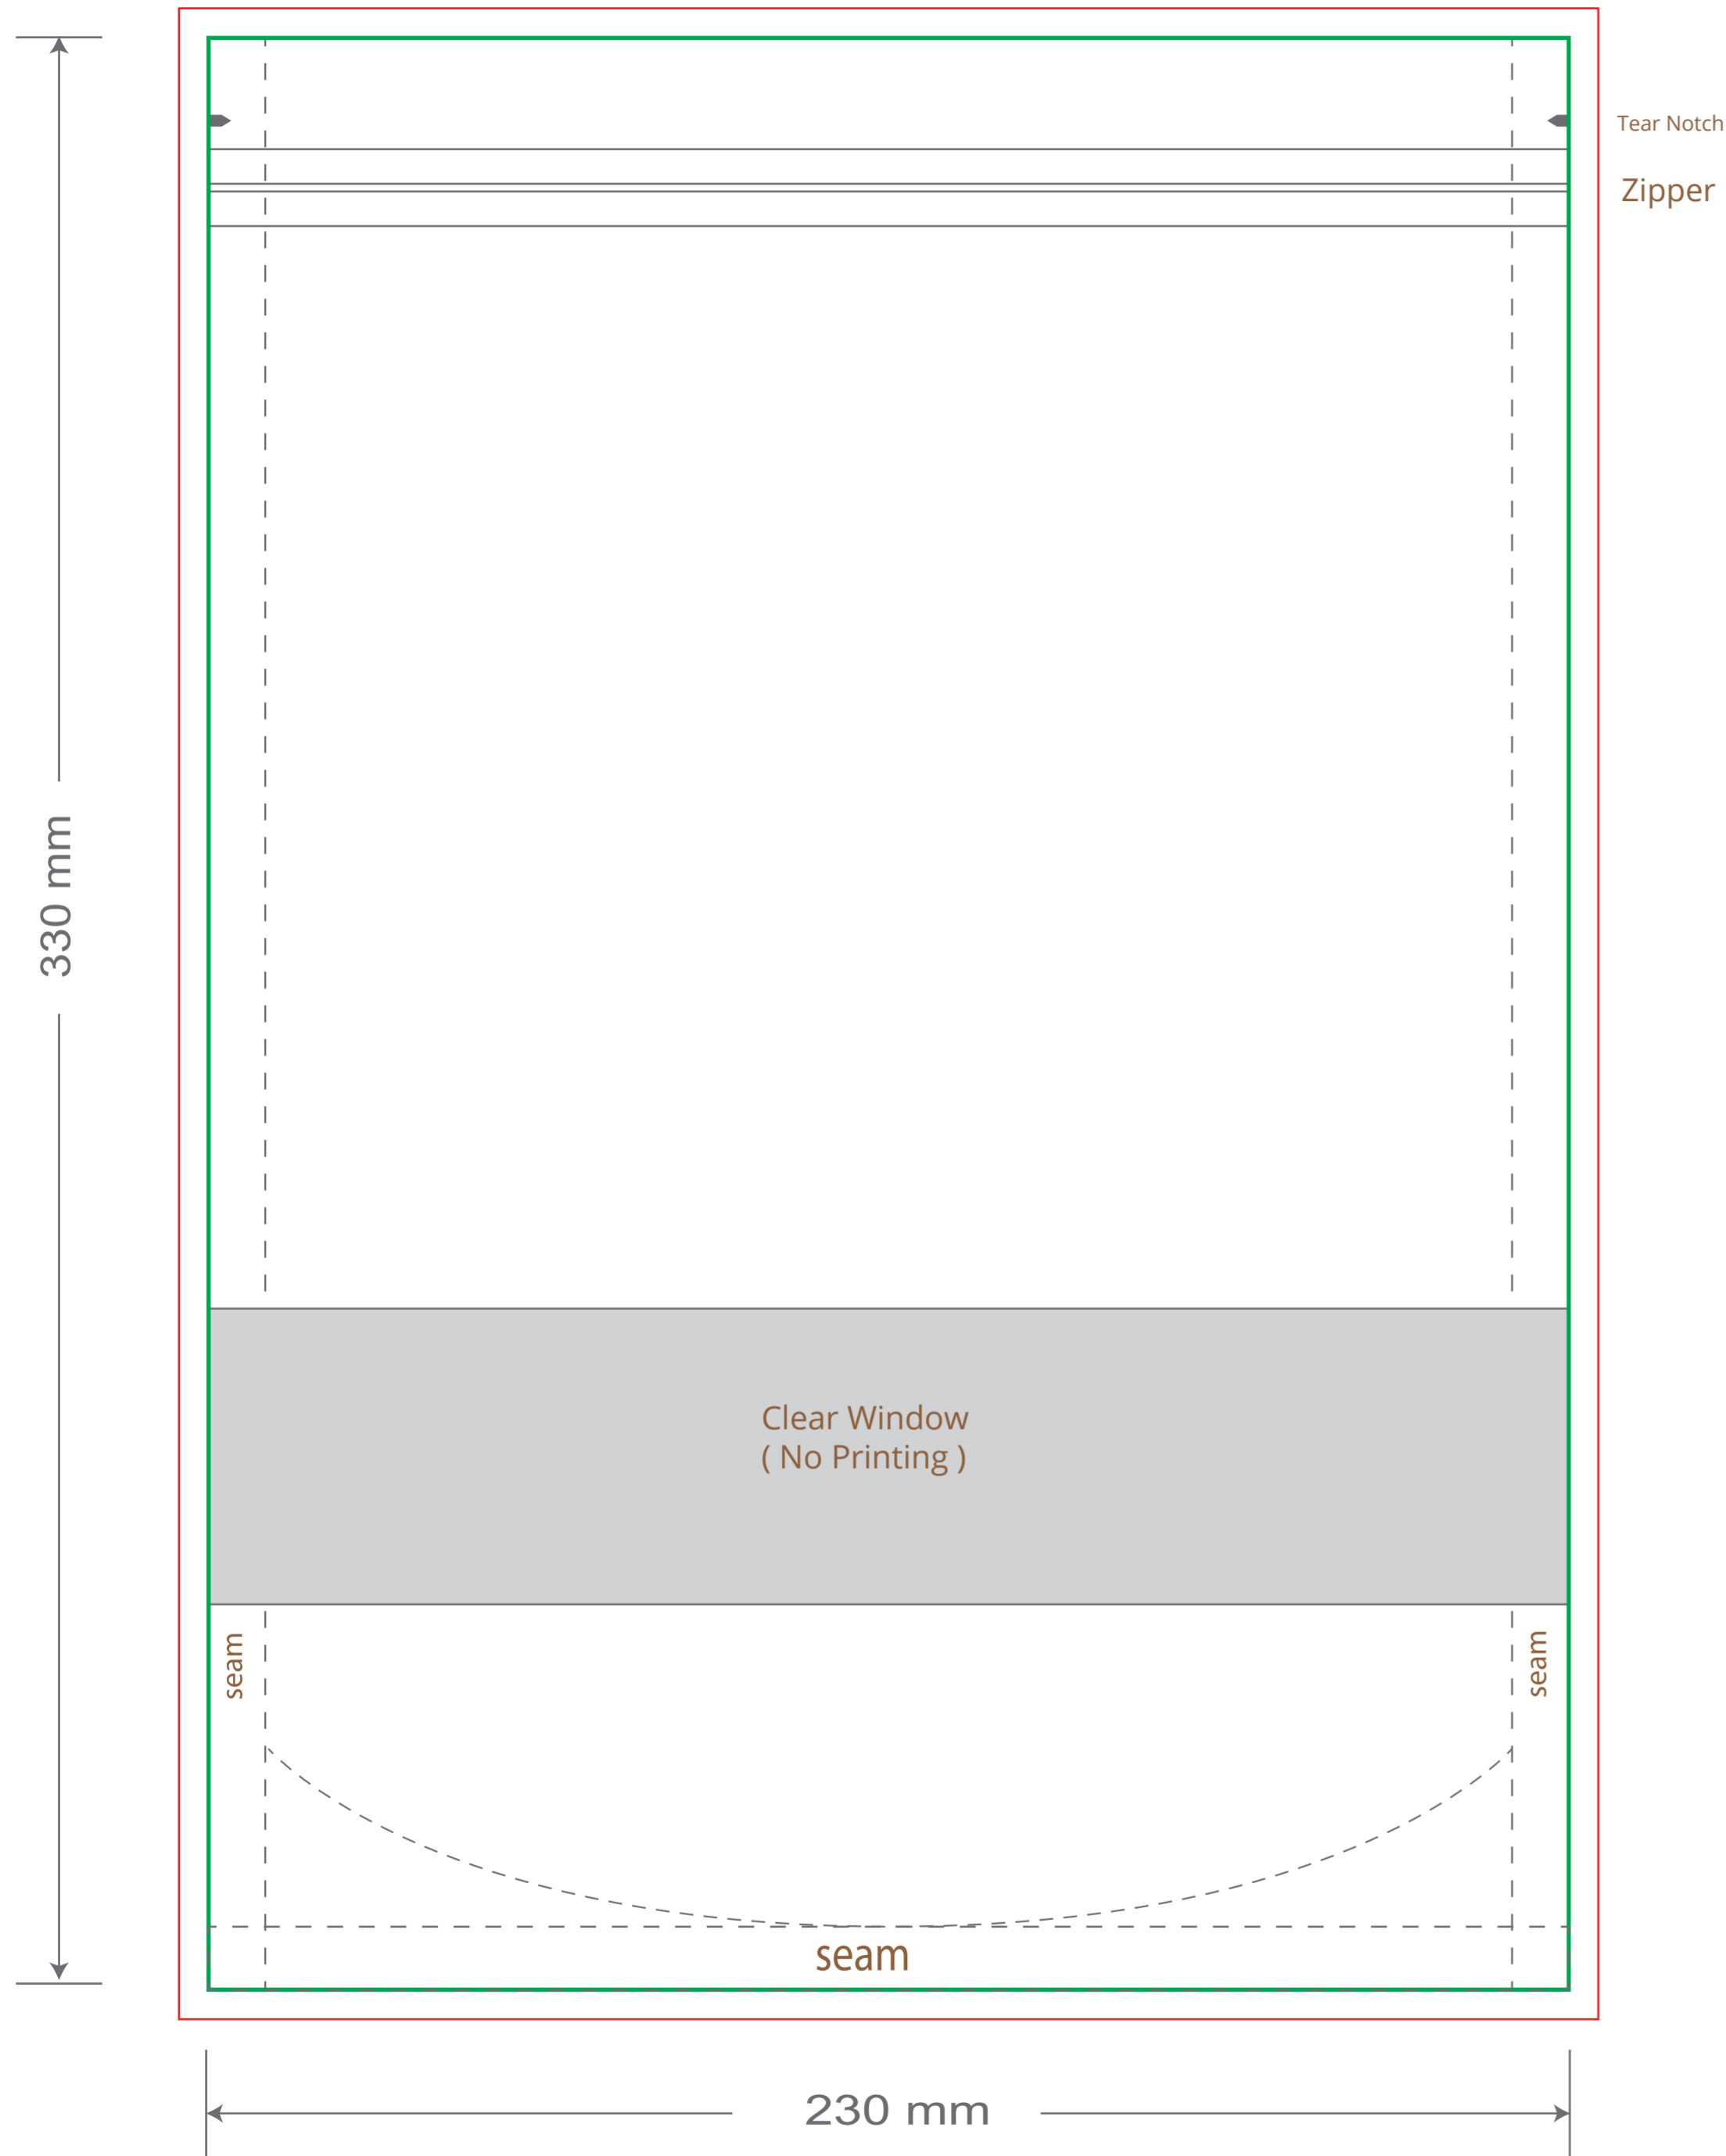 Tear Notch
Zipper
330 mm
Clear Window
( No Printing )
seam
seam
seam
230 mm